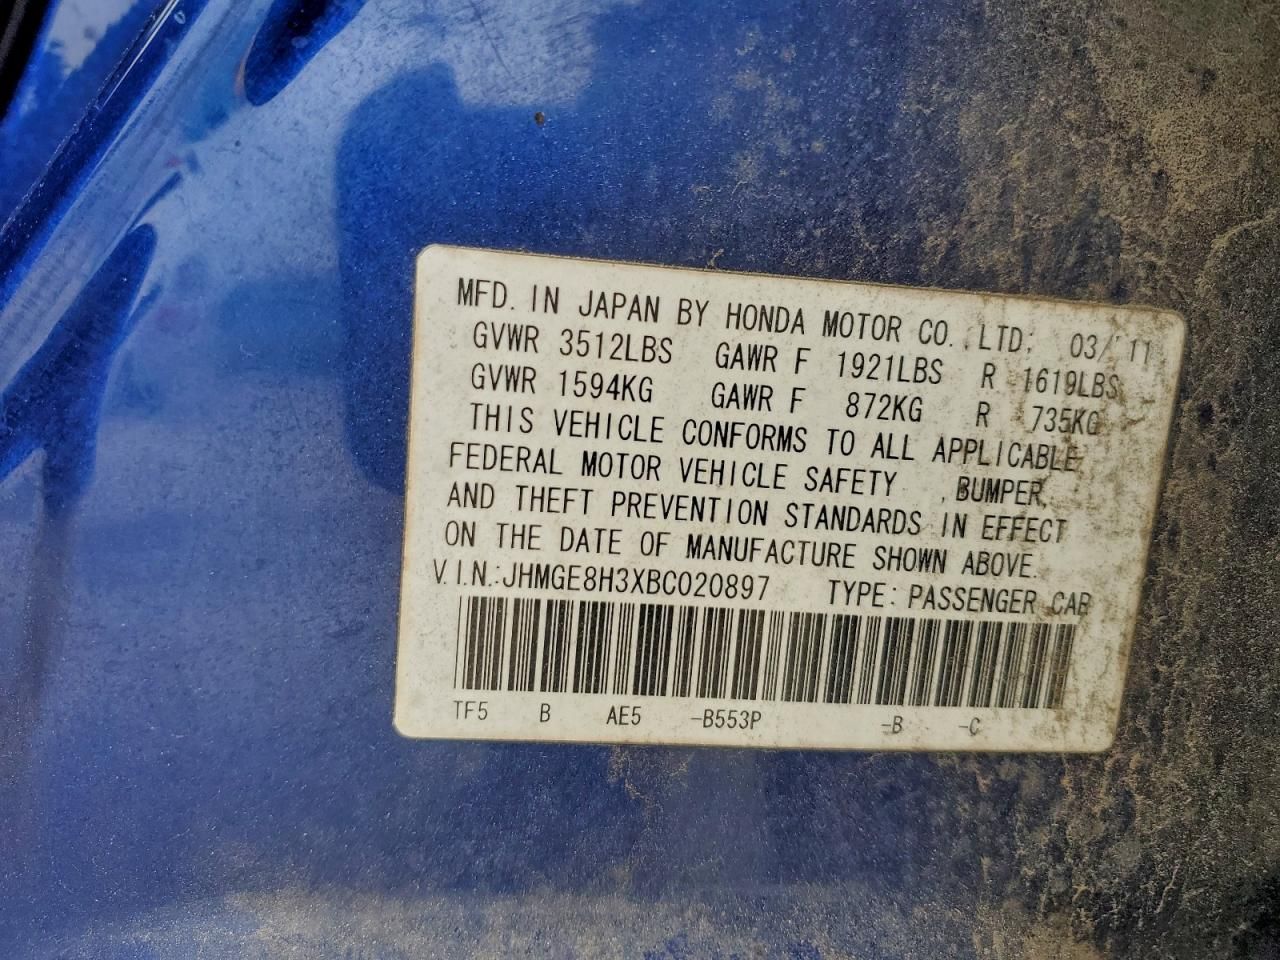 MFD. IN JAPAN BY HONDA MOTOR CO., LTD. 03/'11
GVWR 3512LBS GAWR F 1921LBS R 1619LBS
GVWR 1594KG GAWR F 872KG R 735KG
THIS VEHICLE CONFORMS TO ALL APPLICABLE
FEDERAL MOTOR VEHICLE SAFETY , BUMPER,
AND THEFT PREVENTION STANDARDS IN EFFECT
ON THE DATE OF MANUFACTURE SHOWN ABOVE.
V.I.N.:JHMGE8H3XBC020897 TYPE: PASSENGER CAR
TF5 B AE5 -B553P -B -C